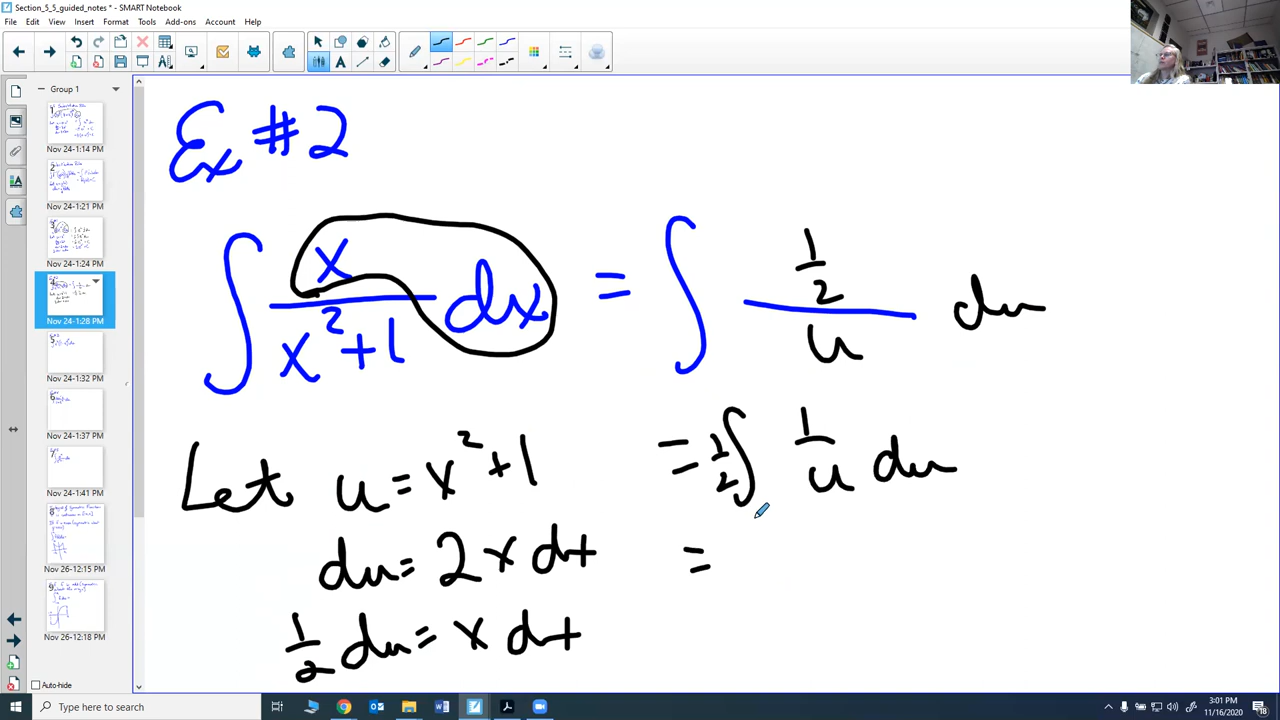 Section_5_5_guided_notes * - SMART Notebook
File Edit View Insert Format Tools Add-ons Account Help
Group 1
Nov 24-1:14 PM
Nov 24-1:21 PM
Nov 24-1:24 PM
Nov 24-1:28 PM
Nov 24-1:32 PM
Nov 24-1:37 PM
Nov 24-1:41 PM
Nov 26-12:15 PM
Nov 26-12:18 PM
Auto-hide
Ex #2
∫ x/(x²+1) dx = ∫ (1/2)/u du
Let u = x²+1 = 1/2 ∫ 1/u du
du = 2x dt =
1/2 du = x dt
Type here to search
3:01 PM
11/16/2020
18